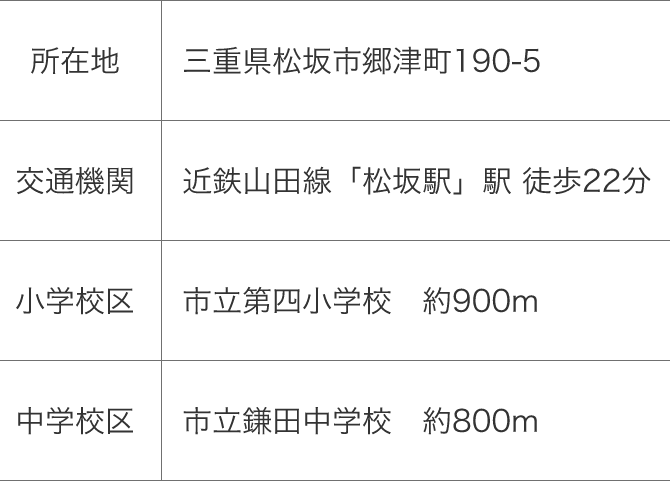 所在地 三重県松坂市郷津町190-5
交通機関 近鉄山田線「松坂駅」駅 徒歩22分
小学校区 市立第四小学校　約900m
中学校区 市立鎌田中学校　約800m